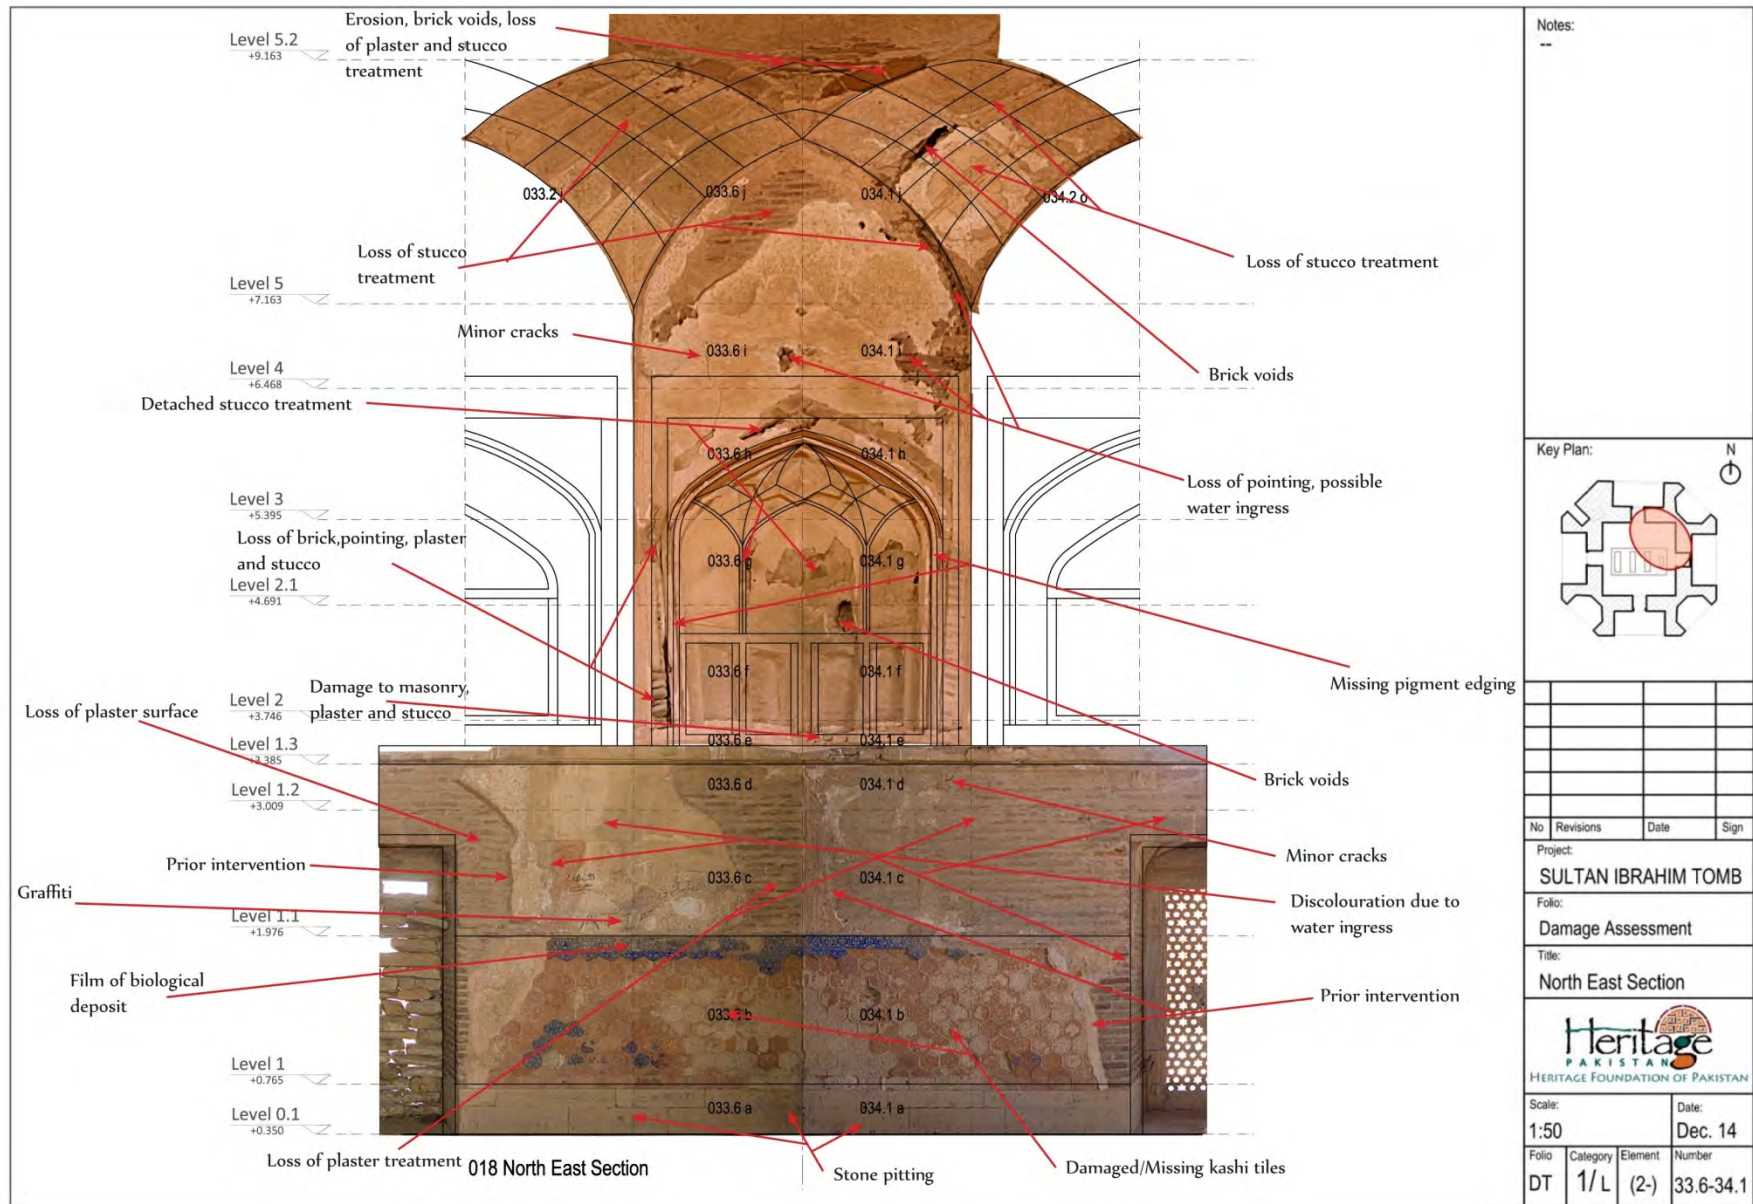 Erosion, brick voids, loss
of plaster and stucco
treatment
Level 5.2
+9.163
033.2 j
033.6 j
034.1 j
034.2 o
Loss of stucco
treatment
Loss of stucco treatment
Level 5
+7.163
Minor cracks
033.6 i
034.1 i
Brick voids
Level 4
+6.468
Detached stucco treatment
033.6 h
034.1 h
Loss of pointing, possible
water ingress
Level 3
+5.395
Loss of brick,pointing, plaster
and stucco
033.6 g
034.1 g
Level 2.1
+4.691
033.6 f
034.1 f
Missing pigment edging
Damage to masonry,
plaster and stucco
Loss of plaster surface
Level 2
+3.746
033.6 e
034.1 e
Level 1.3
+3.385
Brick voids
033.6 d
034.1 d
Level 1.2
+3.009
Minor cracks
Prior intervention
033.6 c
034.1 c
Graffiti
Discolouration due to
water ingress
Level 1.1
+1.976
Film of biological
deposit
Prior intervention
033.6 b
034.1 b
Level 1
+0.765
033.6 a
034.1 a
Level 0.1
+0.350
Loss of plaster treatment
018 North East Section
Stone pitting
Damaged/Missing kashi tiles
Notes:
--
Key Plan:
N
No Revisions Date Sign
Project:
SULTAN IBRAHIM TOMB
Folio:
Damage Assessment
Title:
North East Section
Heritage
PAKISTAN
HERITAGE FOUNDATION OF PAKISTAN
Scale:
1:50
Date:
Dec. 14
Folio Category Element Number
DT 1/ L (2-) 33.6-34.1